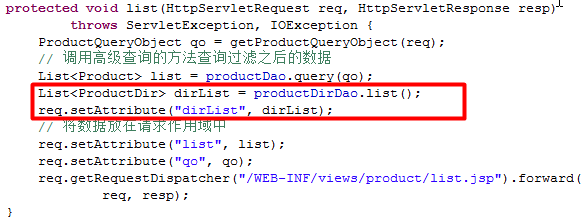 protected void list(HttpServletRequest req, HttpServletResponse resp)
throws ServletException, IOException {
ProductQueryObject qo = getProductQueryObject(req);
// 调用高级查询的方法查询过滤之后的数据
List<Product> list = productDao.query(qo);
List<ProductDir> dirList = productDirDao.list();
req.setAttribute("dirList", dirList);
// 将数据放在请求作用域中
req.setAttribute("list", list);
req.setAttribute("qo", qo);
req.getRequestDispatcher("/WEB-INF/views/product/list.jsp").forward(
req, resp);
}